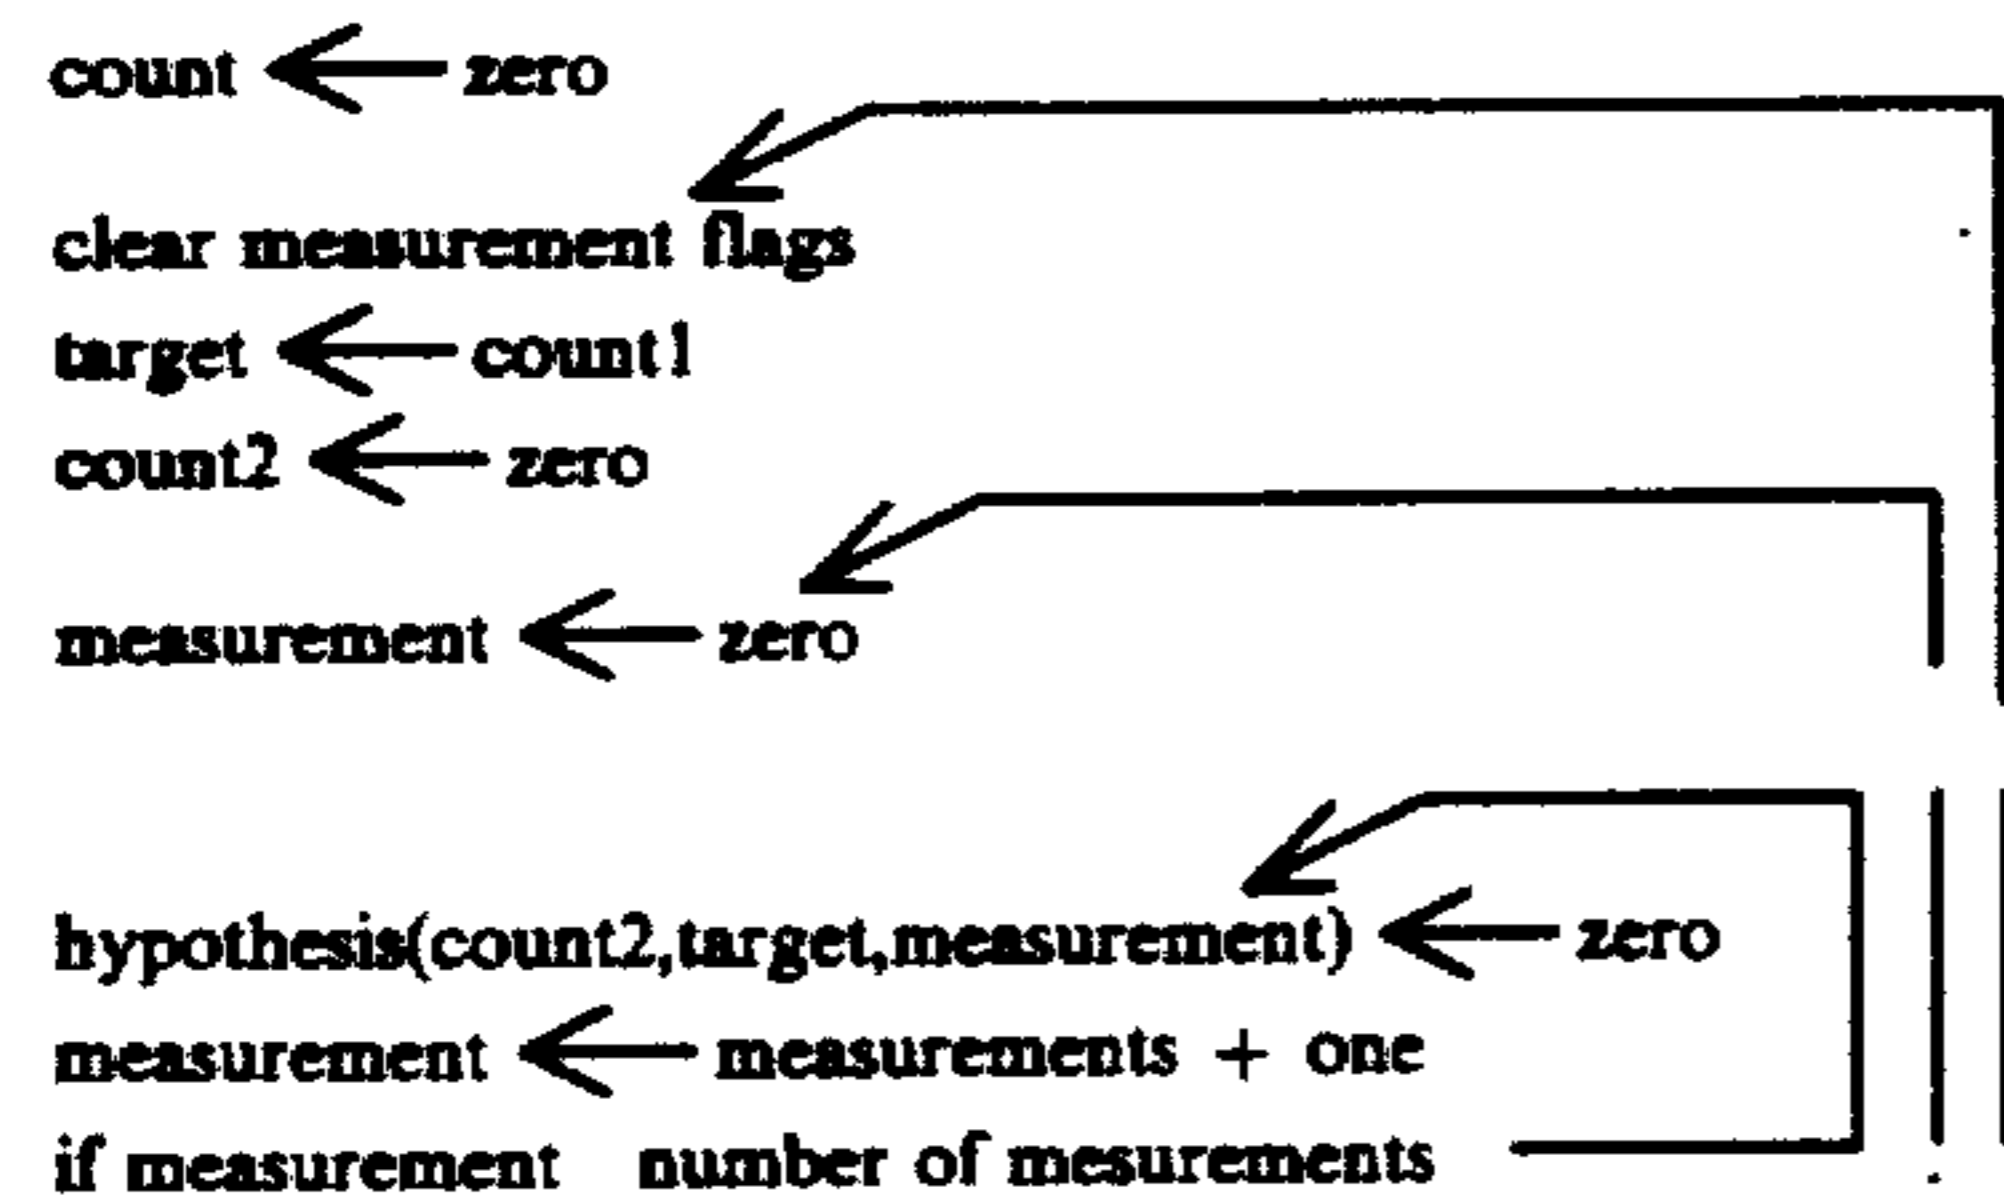 count ← zero
clear measurement flags
target ← count1
count2 ← zero
measurement ← zero
hypothesis(count2,target,measurement) ← zero
measurement ← measurements + one
if measurement number of mesurements